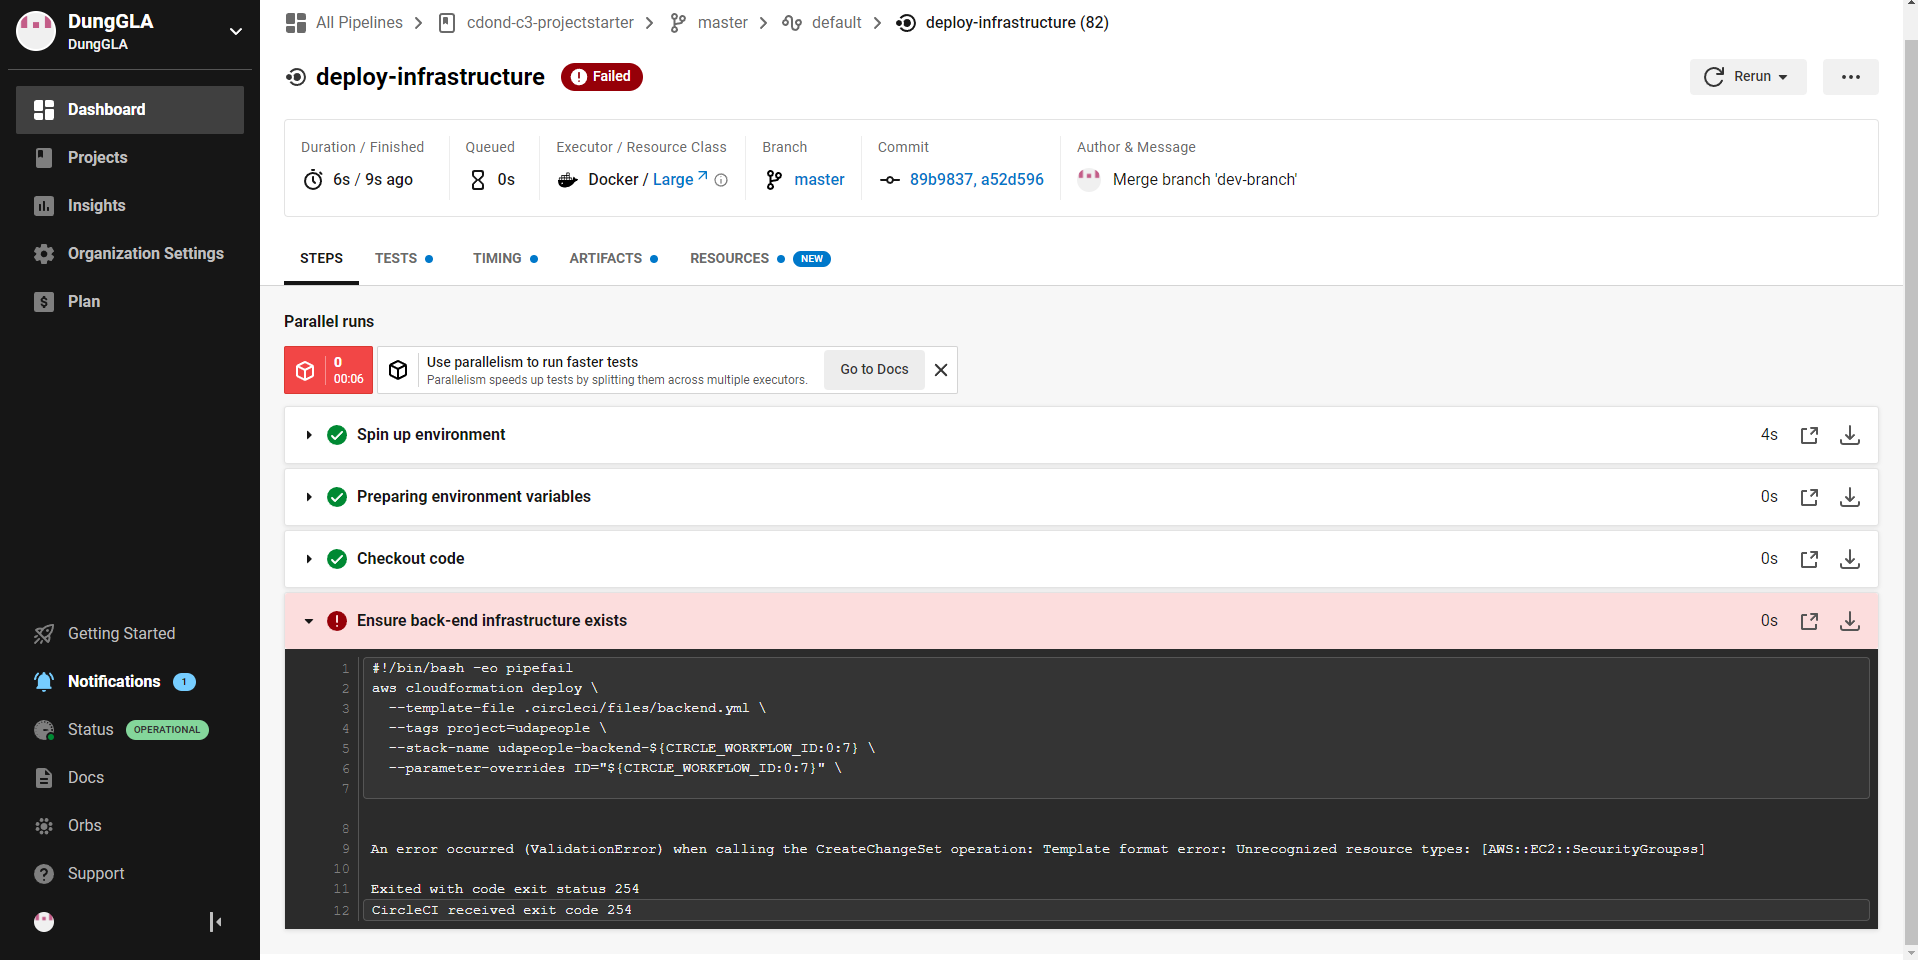 DungGLA
DungGLA
Dashboard
Projects
Insights
Organization Settings
Plan
Getting Started
Notifications 1
Status OPERATIONAL
Docs
Orbs
Support
All Pipelines cdond-c3-projectstarter master default deploy-infrastructure (82)
deploy-infrastructure Failed
Rerun
Duration / Finished Queued Executor / Resource Class Branch Commit Author & Message
6s / 9s ago 0s Docker / Large master 89b9837, a52d596 Merge branch 'dev-branch'
STEPS TESTS TIMING ARTIFACTS RESOURCES NEW
Parallel runs
0
00:06
Use parallelism to run faster tests
Parallelism speeds up tests by splitting them across multiple executors.
Go to Docs
Spin up environment 4s
Preparing environment variables 0s
Checkout code 0s
Ensure back-end infrastructure exists 0s
1 #!/bin/bash -eo pipefail
2 aws cloudformation deploy \
3 --template-file .circleci/files/backend.yml \
4 --tags project=udapeople \
5 --stack-name udapeople-backend-${CIRCLE_WORKFLOW_ID:0:7} \
6 --parameter-overrides ID="${CIRCLE_WORKFLOW_ID:0:7}" \
7
8
9 An error occurred (ValidationError) when calling the CreateChangeSet operation: Template format error: Unrecognized resource types: [AWS::EC2::SecurityGroupss]
10
11 Exited with code exit status 254
12 CircleCI received exit code 254